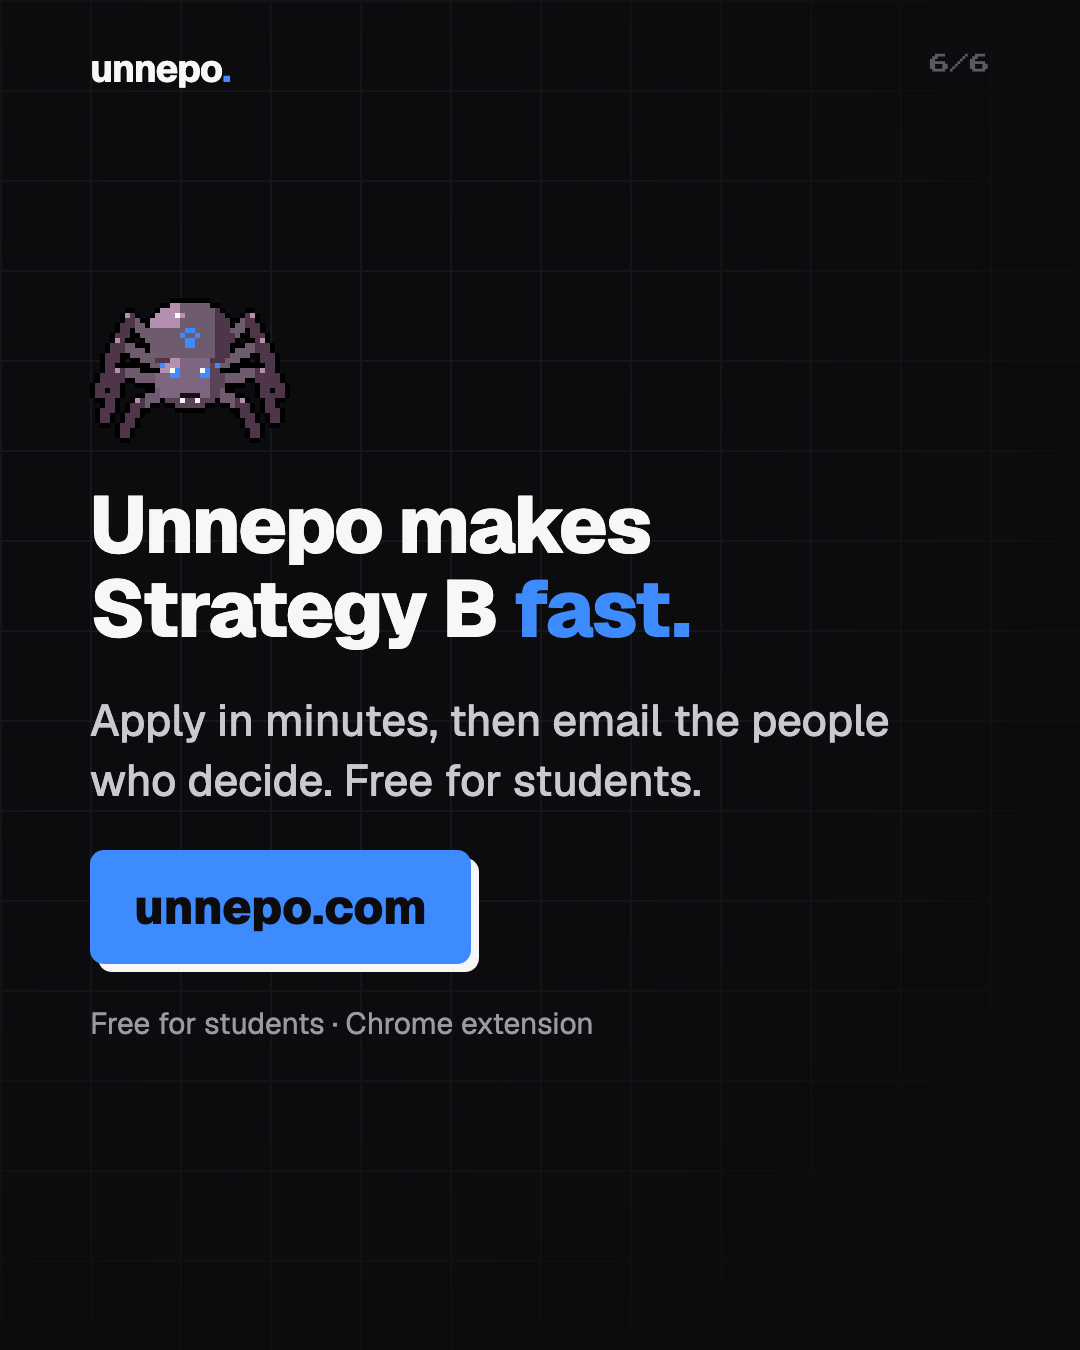 unnepo.
6/6
Unnepo makes
Strategy B fast.
Apply in minutes, then email the people
who decide. Free for students.
unnepo.com
Free for students · Chrome extension